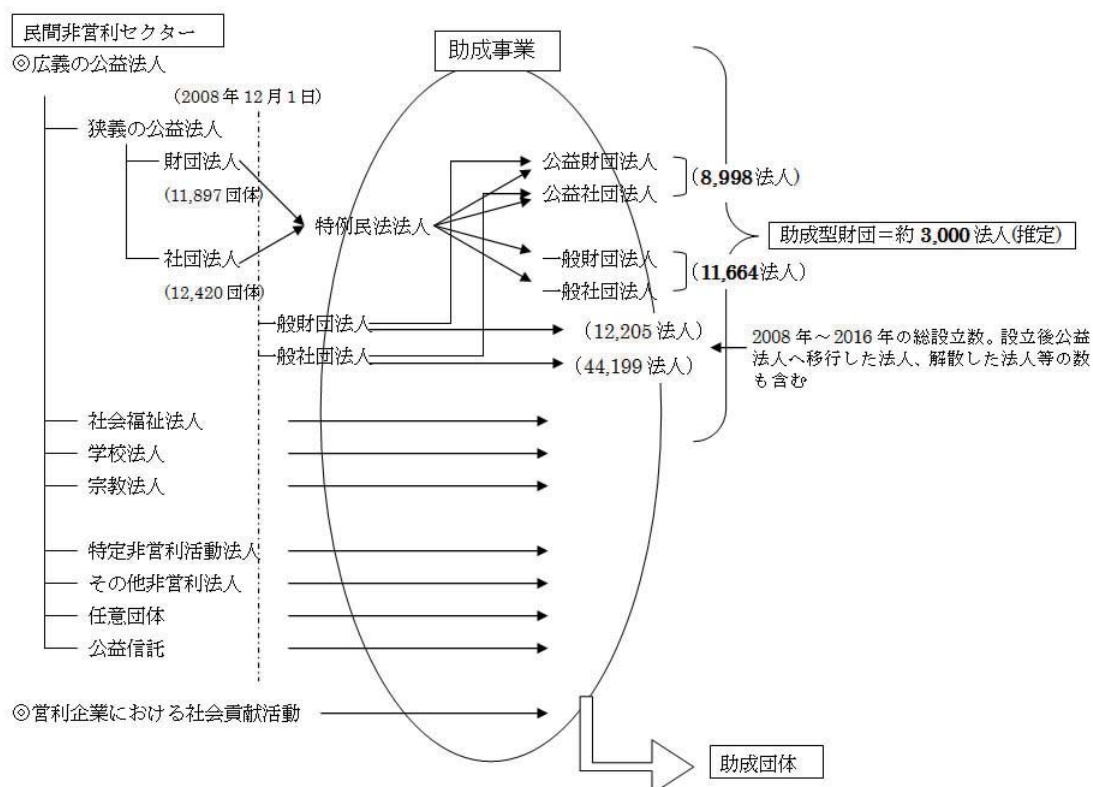 民間非営利セクター
助成事業
◎広義の公益法人
(2008年12月1日)
狭義の公益法人
財団法人
(11,897団体)
公益財団法人
公益社団法人
(8,998法人)
特例民法法人
助成型財団=約 3,000 法人(推定)
社団法人
(12,420団体)
一般財団法人
一般社団法人
(11,664法人)
一般財団法人
(12,205法人)
一般社団法人
(44,199法人)
2008年~2016年の総設立数。設立後公益
法人へ移行した法人、解散した法人等の数
も含む
社会福祉法人
学校法人
宗教法人
特定非営利活動法人
その他非営利法人
任意団体
公益信託
◎営利企業における社会貢献活動
助成団体